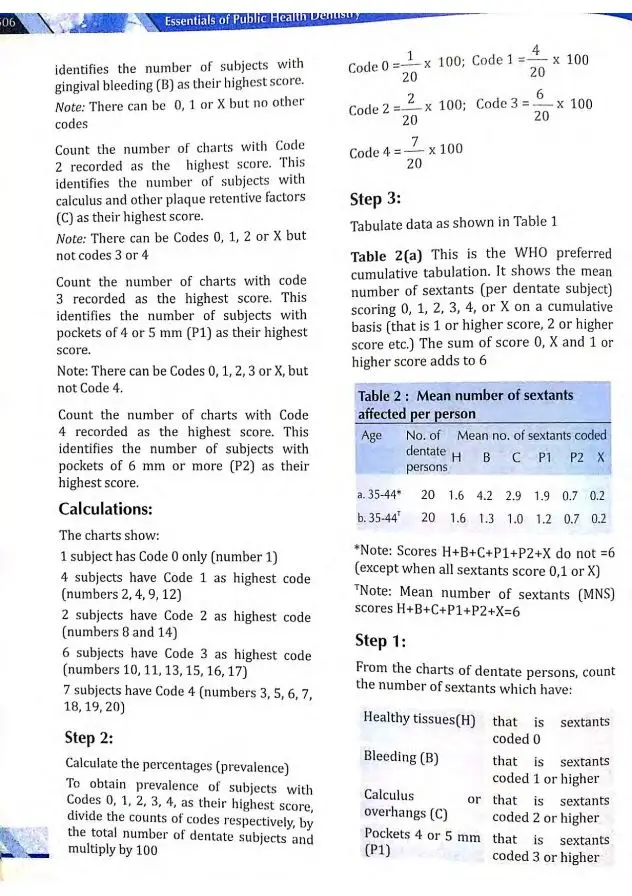 506
Essentials of Public Health Dentistry
identifies the number of subjects with
gingival bleeding (B) as their highest score.
Note: There can be 0, 1 or X but no other
codes
Count the number of charts with Code
2 recorded as the highest score. This
identifies the number of subjects with
calculus and other plaque retentive factors
(C) as their highest score.
Note: There can be Codes 0, 1, 2 or X but
not codes 3 or 4
Count the number of charts with code
3 recorded as the highest score. This
identifies the number of subjects with
pockets of 4 or 5 mm (P1) as their highest
score.
Note: There can be Codes 0, 1, 2, 3 or X, but
not Code 4.
Count the number of charts with Code
4 recorded as the highest score. This
identifies the number of subjects with
pockets of 6 mm or more (P2) as their
highest score.
Calculations:
The charts show:
1 subject has Code 0 only (number 1)
4 subjects have Code 1 as highest code
(numbers 2, 4, 9, 12)
2 subjects have Code 2 as highest code
(numbers 8 and 14)
6 subjects have Code 3 as highest code
(numbers 10, 11, 13, 15, 16, 17)
7 subjects have Code 4 (numbers 3, 5, 6, 7,
18, 19, 20)
Step 2:
Calculate the percentages (prevalence)
To obtain prevalence of subjects with
Codes 0, 1, 2, 3, 4, as their highest score,
divide the counts of codes respectively, by
the total number of dentate subjects and
multiply by 100
Code 0 = 1/20 x 100; Code 1 = 4/20 x 100
Code 2 = 2/20 x 100; Code 3 = 6/20 x 100
Code 4 = 7/20 x 100
Step 3:
Tabulate data as shown in Table 1
Table 2(a) This is the WHO preferred
cumulative tabulation. It shows the mean
number of sextants (per dentate subject)
scoring 0, 1, 2, 3, 4, or X on a cumulative
basis (that is 1 or higher score, 2 or higher
score etc.) The sum of score 0, X and 1 or
higher score adds to 6
Table 2 : Mean number of sextants
affected per person
Age No. of dentate persons Mean no. of sextants coded
H B C P1 P2 X
a. 35-44* 20 1.6 4.2 2.9 1.9 0.7 0.2
b. 35-44ᵀ 20 1.6 1.3 1.0 1.2 0.7 0.2
*Note: Scores H+B+C+P1+P2+X do not =6
(except when all sextants score 0,1 or X)
ᵀNote: Mean number of sextants (MNS)
scores H+B+C+P1+P2+X=6
Step 1:
From the charts of dentate persons, count
the number of sextants which have:
Healthy tissues(H) that is sextants
coded 0
Bleeding (B) that is sextants
coded 1 or higher
Calculus or that is sextants
overhangs (C) coded 2 or higher
Pockets 4 or 5 mm that is sextants
(P1) coded 3 or higher